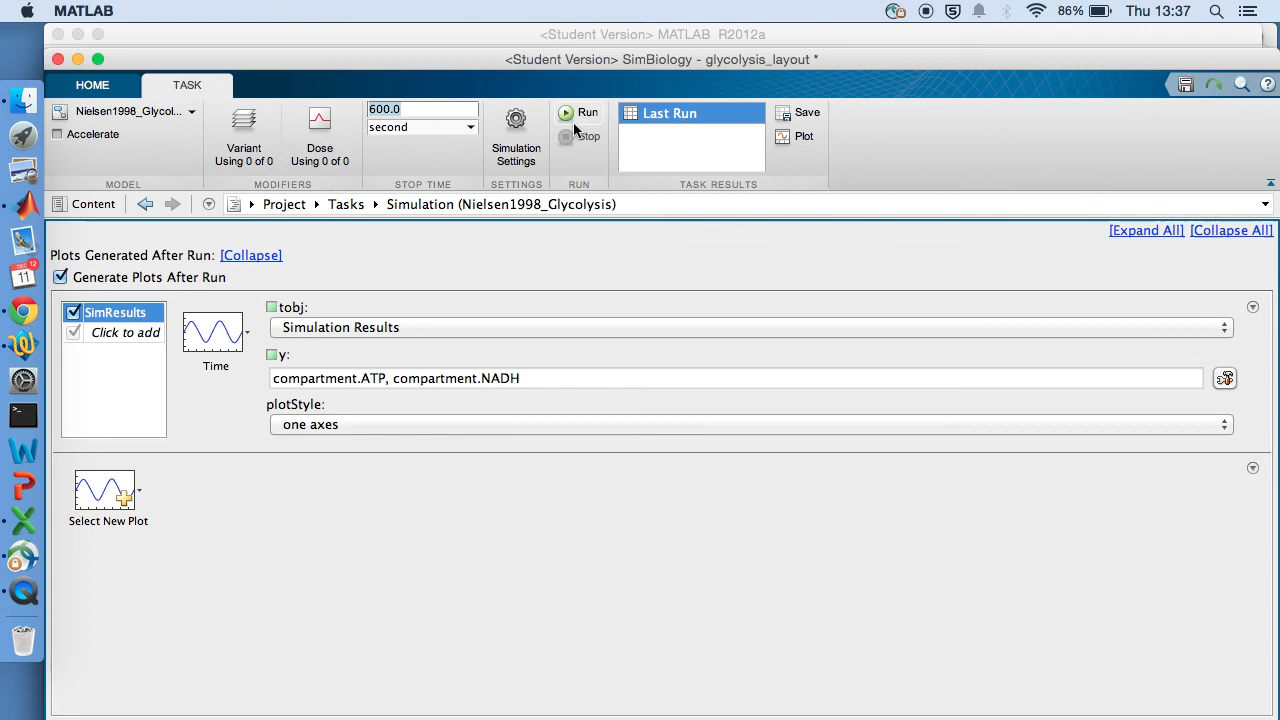 MATLAB
86%
Thu 13:37
<Student Version> MATLAB R2012a
<Student Version> SimBiology - glycolysis_layout *
HOME
TASK
Nielsen1998_Glycol...
Accelerate
MODEL
Variant
Using 0 of 0
Dose
Using 0 of 0
MODIFIERS
600.0
second
STOP TIME
Simulation
Settings
SETTINGS
Run
Stop
RUN
Last Run
Save
Plot
TASK RESULTS
Content
Project
Tasks
Simulation (Nielsen1998_Glycolysis)
[Expand All] [Collapse All]
Plots Generated After Run: [Collapse]
Generate Plots After Run
SimResults
Click to add
Time
tobj:
Simulation Results
y:
compartment.ATP, compartment.NADH
plotStyle:
one axes
Select New Plot
DEC 12
11